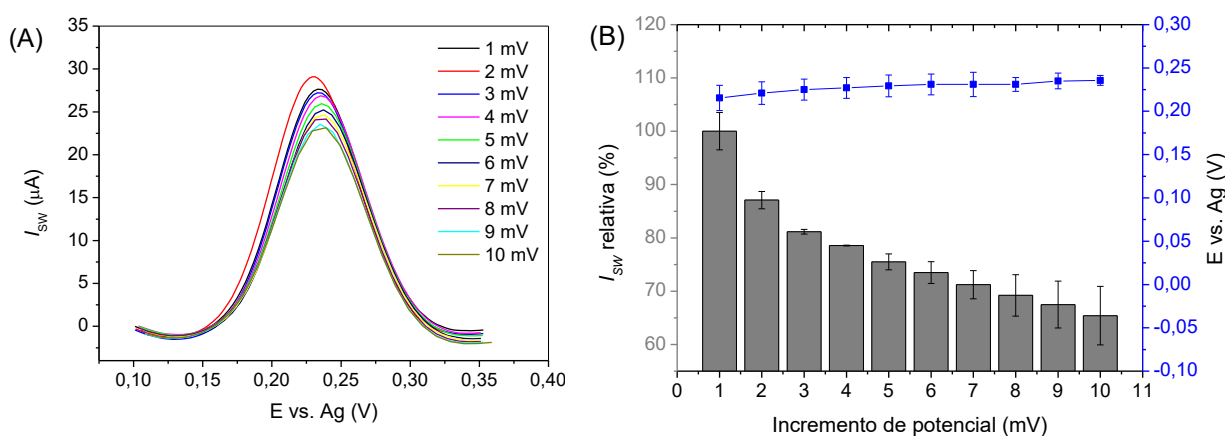 (A)
35
30
25
20
15
10
5
0
I_SW (μA)
1 mV
2 mV
3 mV
4 mV
5 mV
6 mV
7 mV
8 mV
9 mV
10 mV
0,10 0,15 0,20 0,25 0,30 0,35 0,40
E vs. Ag (V)
(B)
120
110
100
90
80
70
60
I_SW relativa (%)
0,30
0,25
0,20
0,15
0,10
0,05
0,00
-0,05
-0,10
E vs. Ag (V)
0 1 2 3 4 5 6 7 8 9 10 11
Incremento de potencial (mV)